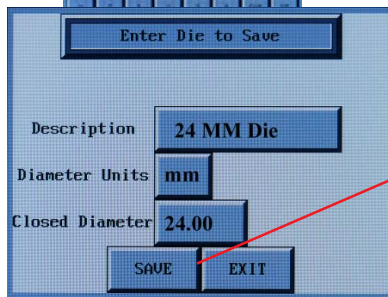 Enter Die to Save
Description 24 MM Die
Diameter Units mm
Closed Diameter 24.00
SAVE EXIT